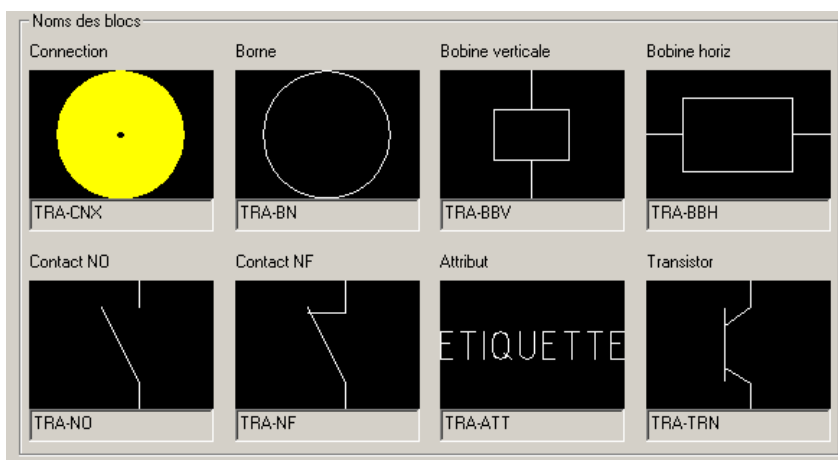 Noms des blocs
Connection Borne Bobine verticale Bobine horiz
TRA-CNX TRA-BN TRA-BBV TRA-BBH
Contact NO Contact NF Attribut Transistor
ETIQUETTE
TRA-NO TRA-NF TRA-ATT TRA-TRN